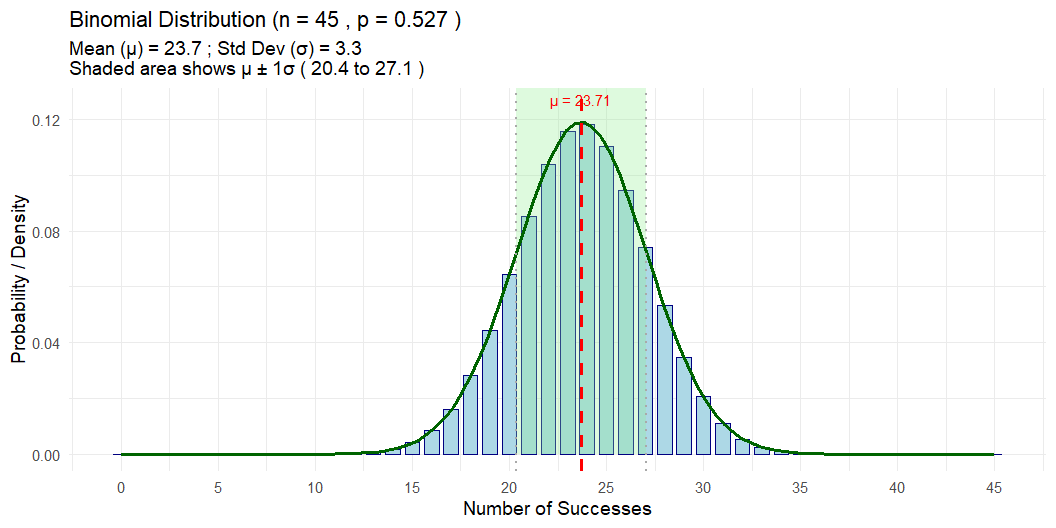 Binomial Distribution (n = 45 , p = 0.527 )
Mean (μ) = 23.7 ; Std Dev (σ) = 3.3
Shaded area shows μ ± 1σ ( 20.4 to 27.1 )
μ = 23.71
0.12
0.08
0.04
0.00
Probability / Density
0 5 10 15 20 25 30 35 40 45
Number of Successes